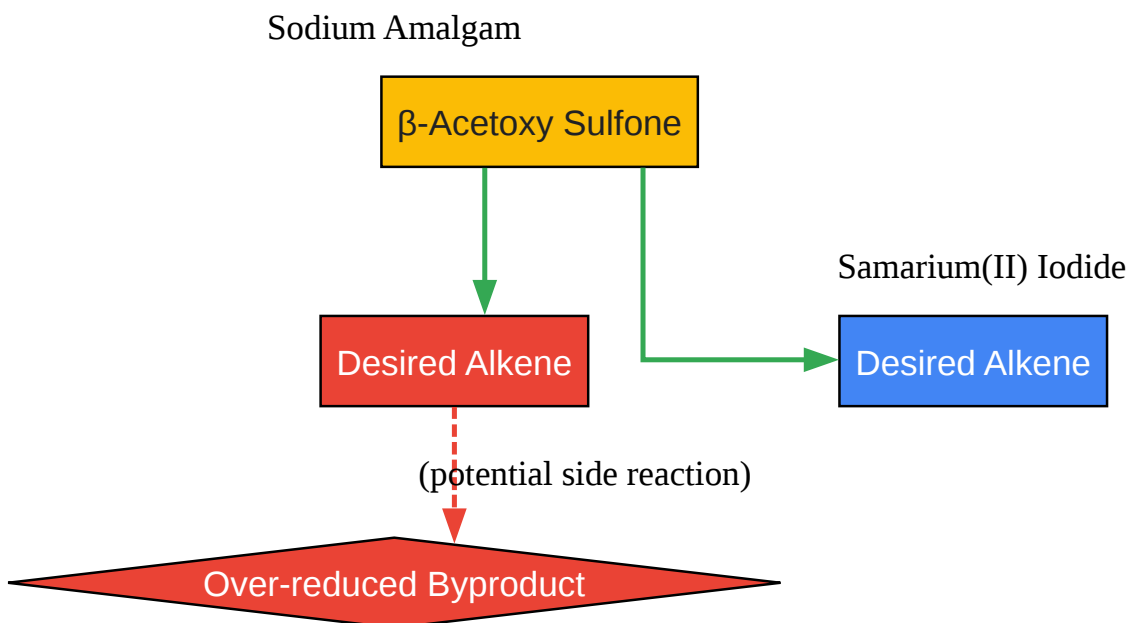 Sodium Amalgam
β-Acetoxy Sulfone
Samarium(II) Iodide
Desired Alkene
Desired Alkene
(potential side reaction)
Over-reduced Byproduct